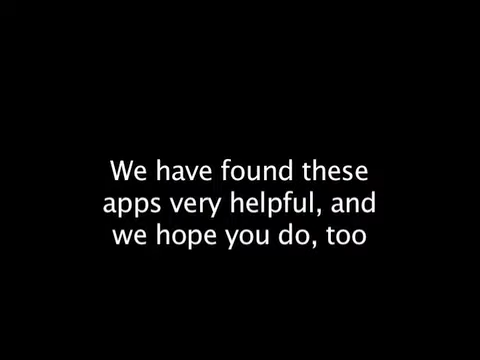 We have found these
apps very helpful, and
we hope you do, too